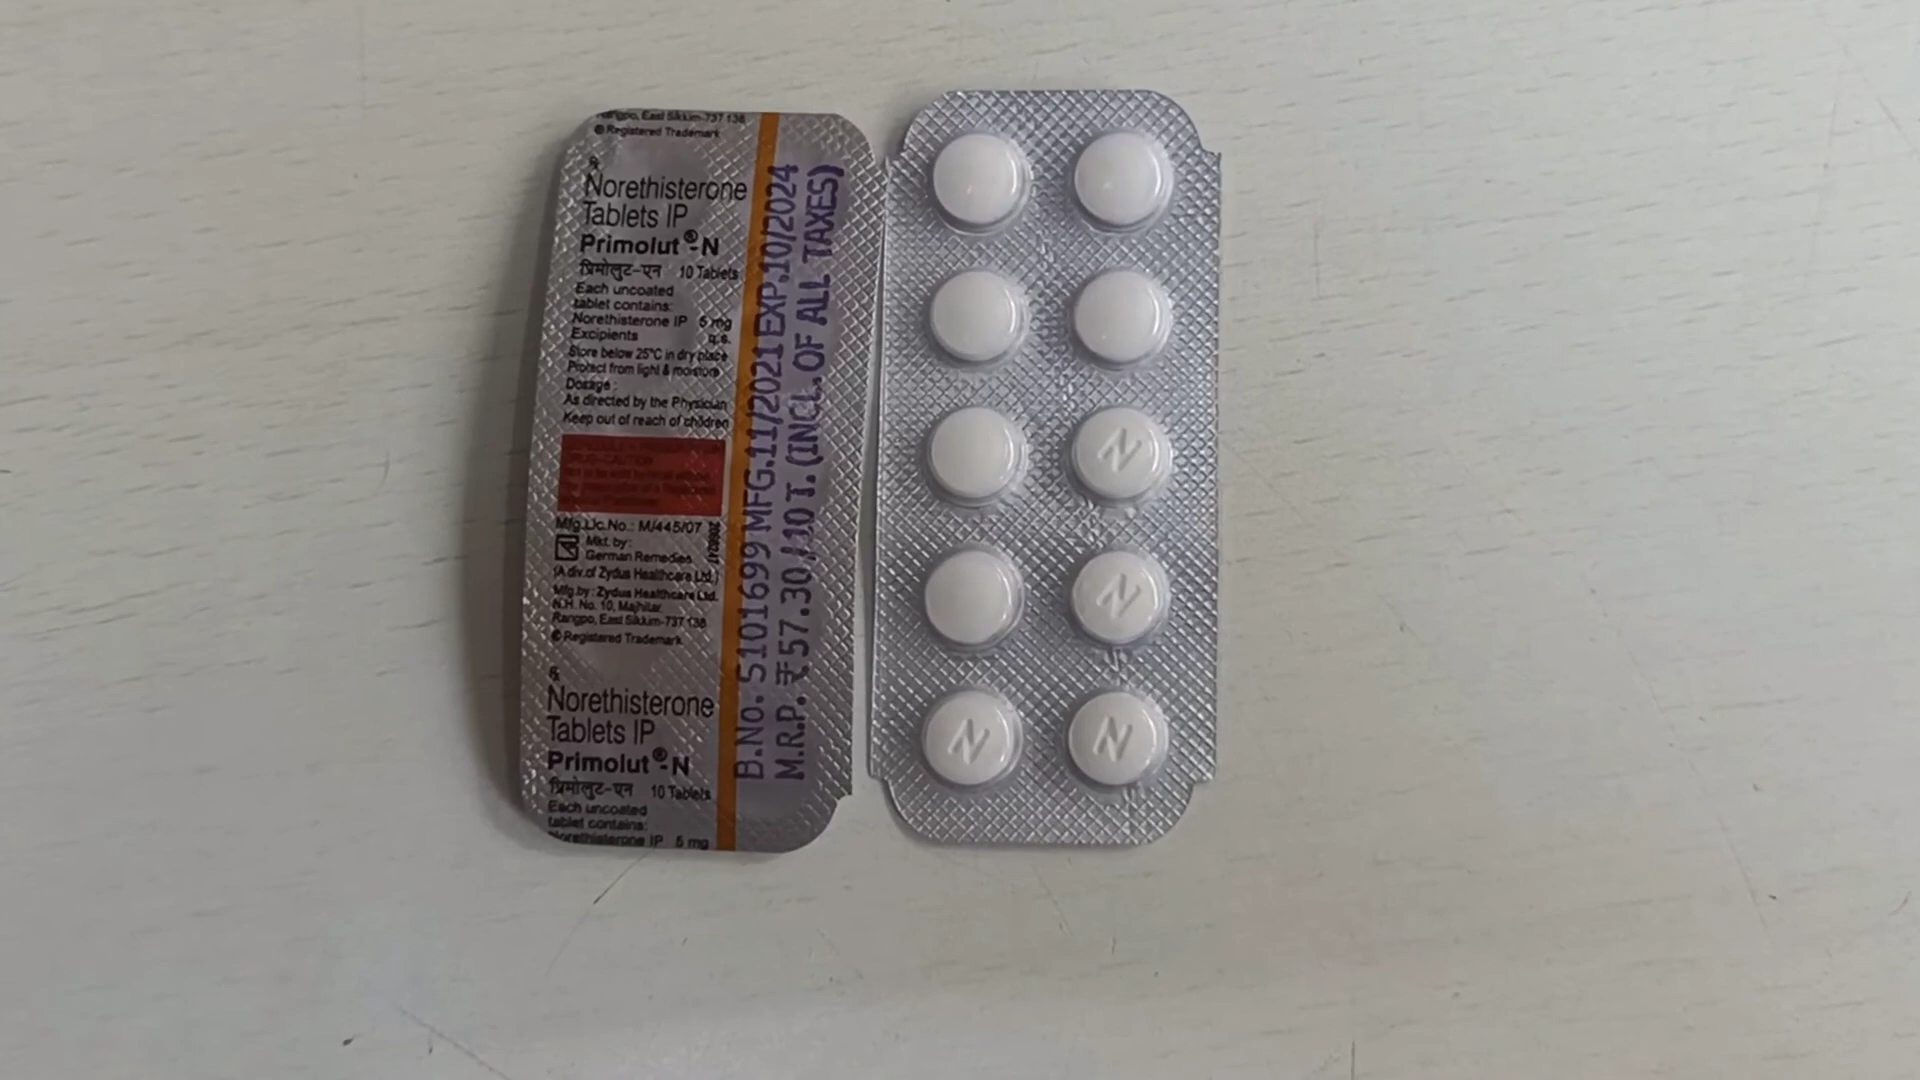 Rangpo, East Sikkim-737 136
® Registered Trademark
Rx
Norethisterone
Tablets IP
Primolut®-N
प्रिमोलुट-एन 10 Tablets
Each uncoated
tablet contains:
Norethisterone IP 5 mg
Excipients q.s.
Store below 25°C in dry place
Protect from light & moisture
Dosage :
As directed by the Physician
Keep out of reach of children
Mfg.Lic.No.: M/445/07
Mkt. by:
German Remedies
(A div.of Zydus Healthcare Ltd.)
Mfg.by: Zydus Healthcare Ltd.
N.H. No. 10, Majhitar,
Rangpo, East Sikkim-737 136
® Registered Trademark
Rx
Norethisterone
Tablets IP
Primolut®-N
प्रिमोलुट-एन 10 Tablets
Each uncoated
tablet contains:
Norethisterone IP 5 mg
B.No. 5101699 MFG.11/2021 EXP.10/2024
M.R.P. ₹57.30/10 T. (INCL. OF ALL TAXES)
N
N
N N